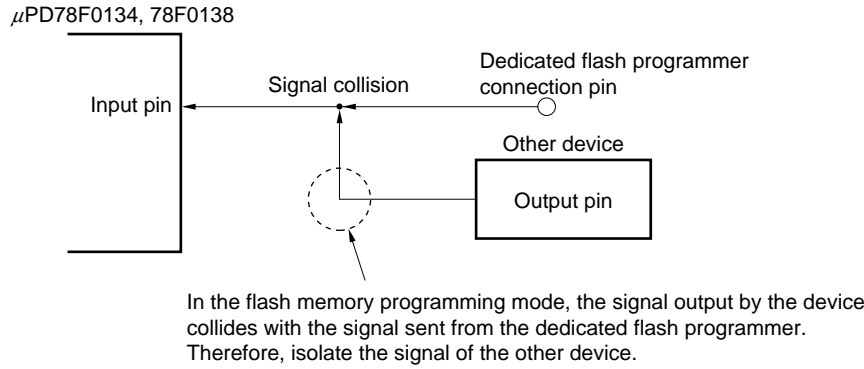 μPD78F0134, 78F0138
Dedicated flash programmer
connection pin
Signal collision
Input pin
Other device
Output pin
In the flash memory programming mode, the signal output by the device
collides with the signal sent from the dedicated flash programmer.
Therefore, isolate the signal of the other device.